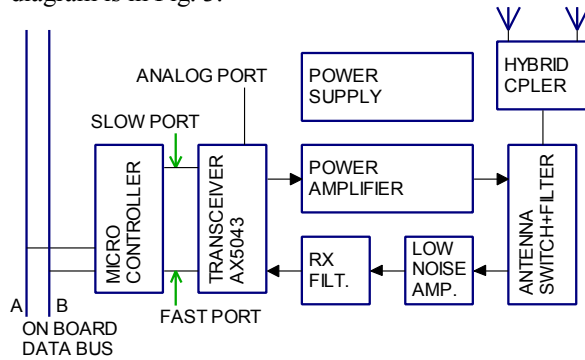 diagram is in Fig. 3.
ANALOG PORT
SLOW PORT
POWER
SUPPLY
HYBRID
CPLER
MICRO
CONTROLLER
TRANSCEIVER
AX5043
POWER
AMPLIFIER
ANTENNA
SWITCH+FILTER
RX
FILT.
LOW
NOISE
AMP.
A
B
FAST PORT
ON BOARD
DATA BUS